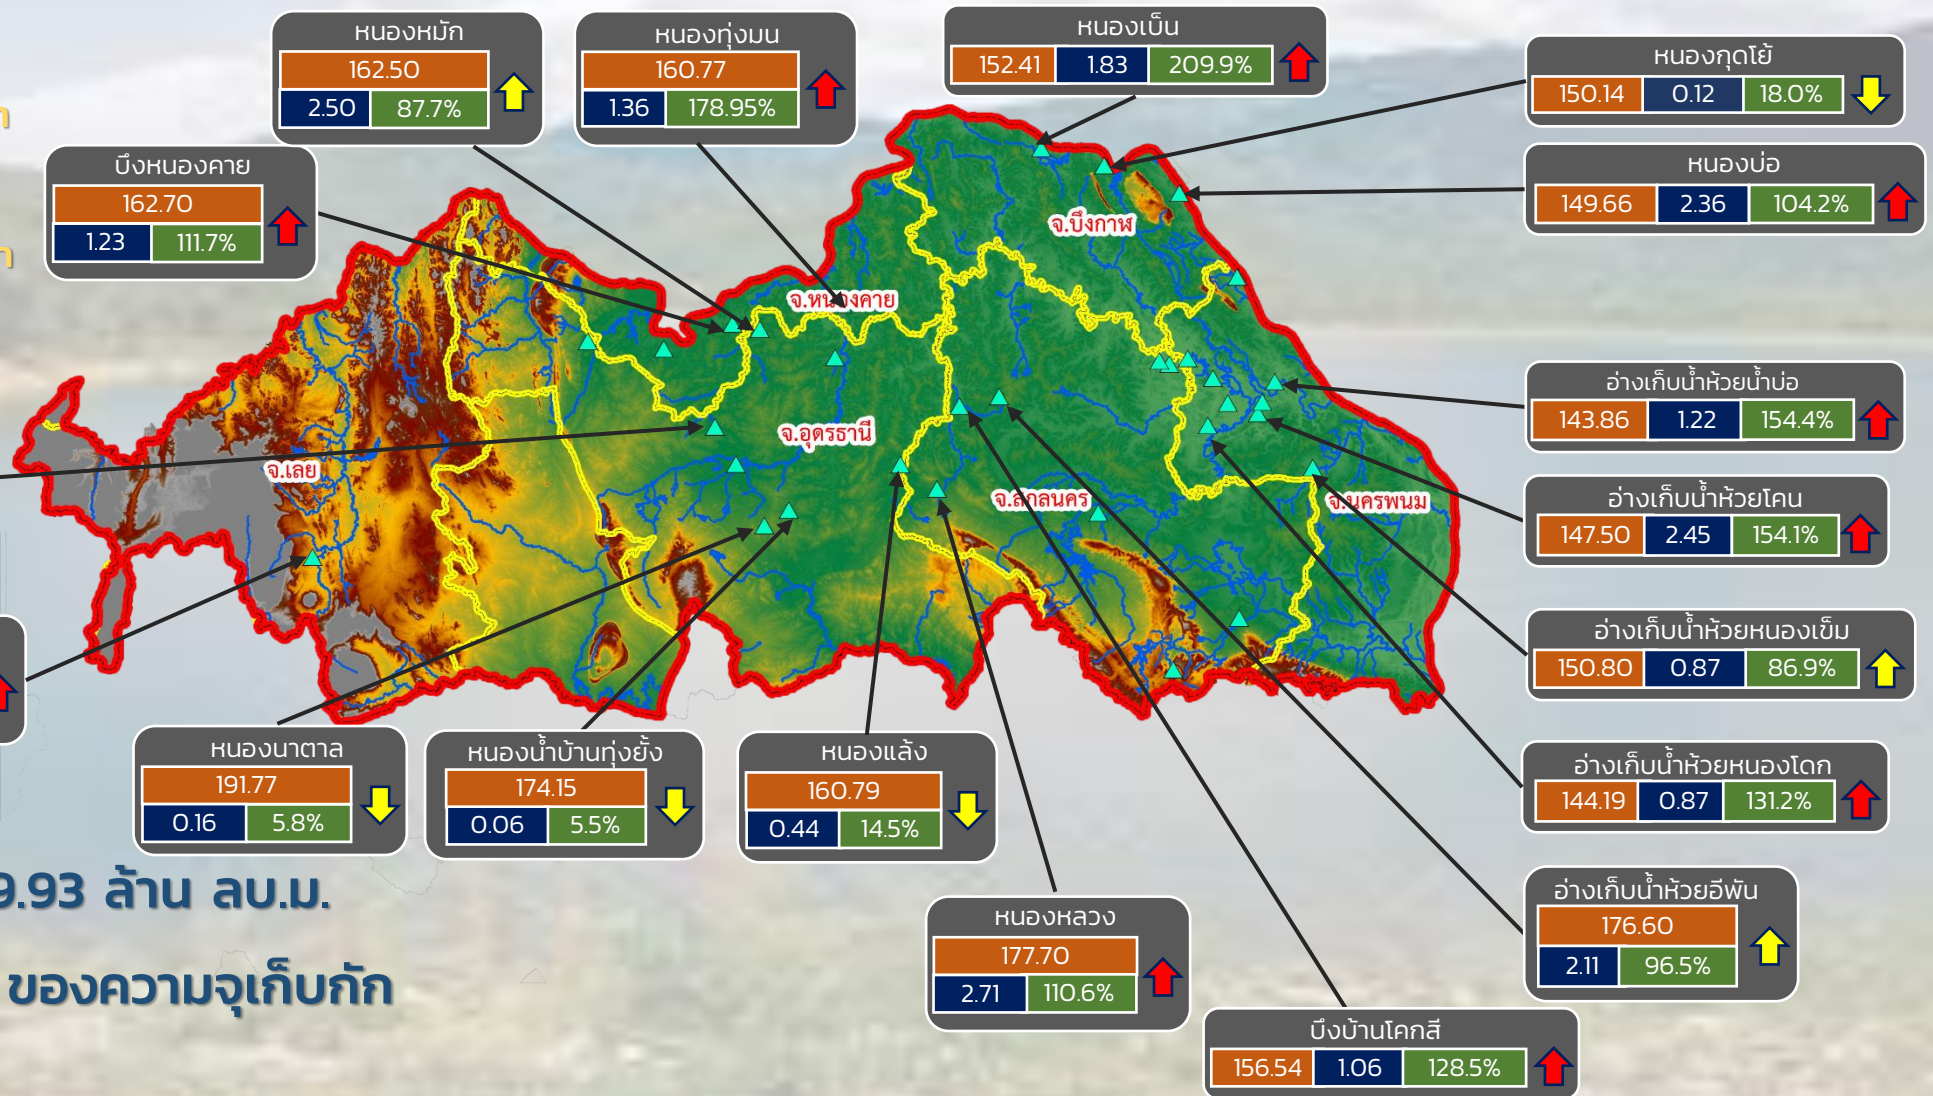 หนองหมัก
162.50
2.50 87.7%
หนองทุ่งมน
160.77
1.36 178.95%
หนองเบ็น
152.41 1.83 209.9%
หนองกุดโย้
150.14 0.12 18.0%
บึงหนองคาย
162.70
1.23 111.7%
หนองบ่อ
149.66 2.36 104.2%
จ.บึงกาฬ
จ.หนองคาย
จ.อุดรธานี
จ.เลย
จ.สกลนคร
จ.นครพนม
อ่างเก็บน้ำห้วยน้ำบ่อ
143.86 1.22 154.4%
อ่างเก็บน้ำห้วยโคน
147.50 2.45 154.1%
อ่างเก็บน้ำห้วยหนองเข็ม
150.80 0.87 86.9%
อ่างเก็บน้ำห้วยหนองโดก
144.19 0.87 131.2%
หนองนาตาล
191.77
0.16 5.8%
หนองน้ำบ้านทุ่งยั้ง
174.15
0.06 5.5%
หนองแล้ง
160.79
0.44 14.5%
9.93 ล้าน ลบ.ม.
ของความจุเก็บกัก
หนองหลวง
177.70
2.71 110.6%
อ่างเก็บน้ำห้วยอีพัน
176.60
2.11 96.5%
บึงบ้านโคกสี
156.54 1.06 128.5%